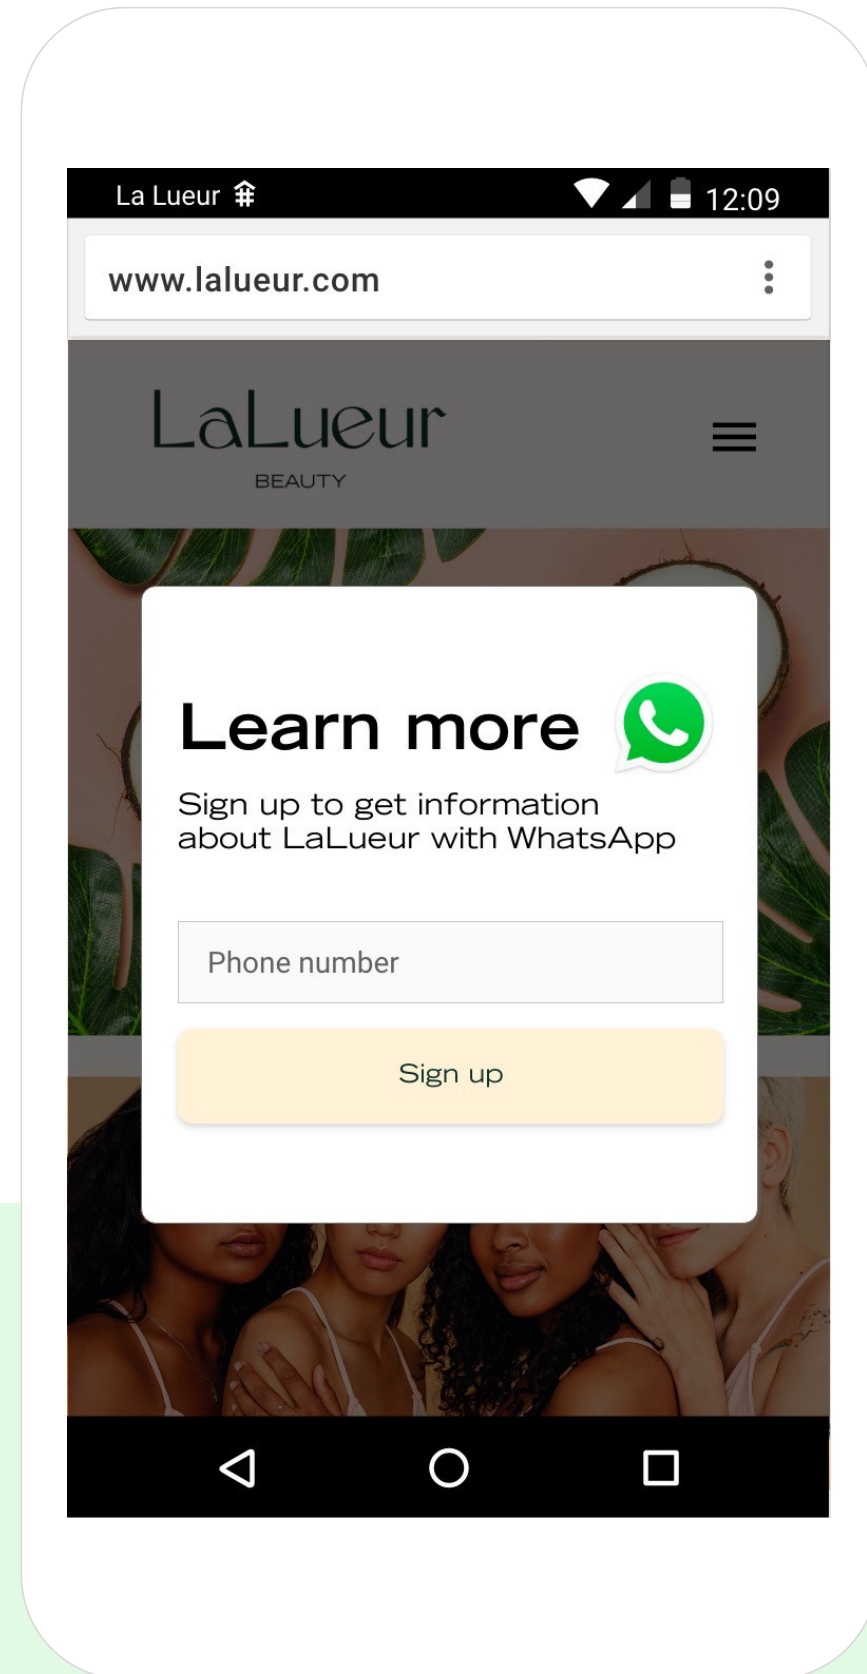 La Lueur
12:09
www.lalueur.com
LaLueur
BEAUTY
Learn more
Sign up to get information
about LaLueur with WhatsApp
Phone number
Sign up